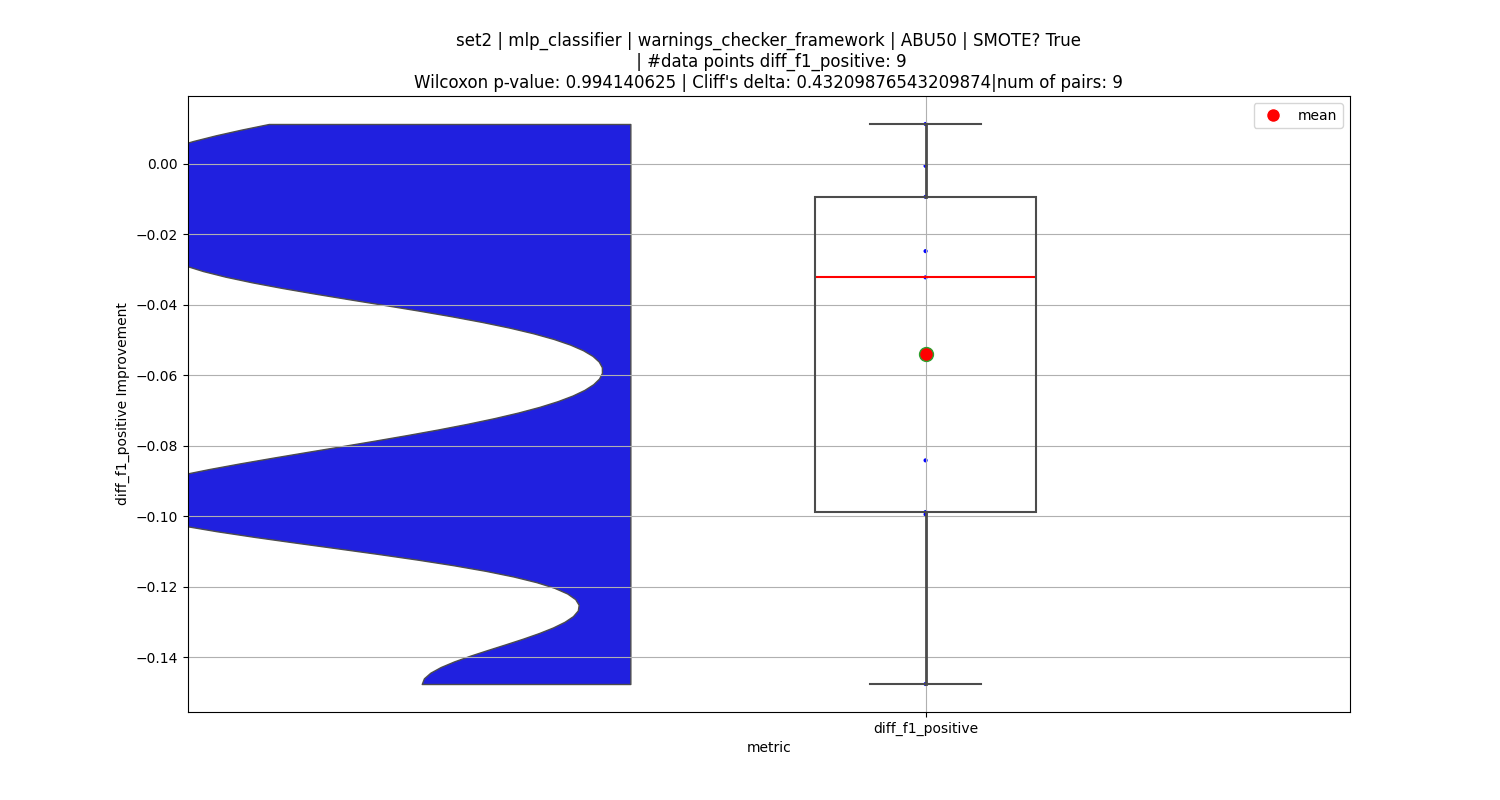 set2 | mlp_classifier | warnings_checker_framework | ABU50 | SMOTE? True
| #data points diff_f1_positive: 9
Wilcoxon p-value: 0.994140625 | Cliff's delta: 0.43209876543209874|num of pairs: 9
mean
0.00
−0.02
−0.04
−0.06
−0.08
−0.10
−0.12
−0.14
diff_f1_positive Improvement
diff_f1_positive
metric